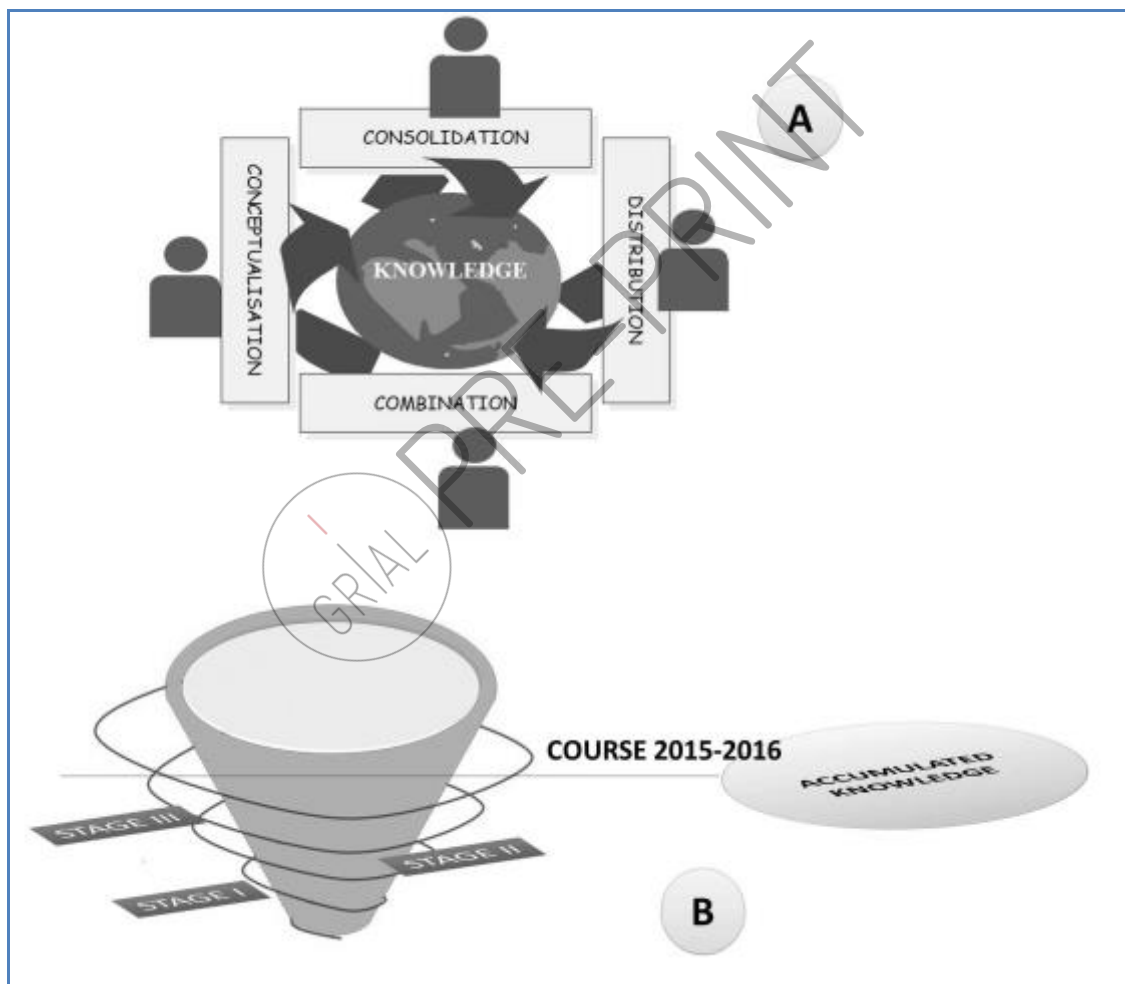 A
CONSOLIDATION
CONCEPTUALISATION
DISTRIBUTION
KNOWLEDGE
COMBINATION
PREPRINT
GRIAL
COURSE 2015-2016
ACCUMULATED
KNOWLEDGE
STAGE III
STAGE II
STAGE I
B